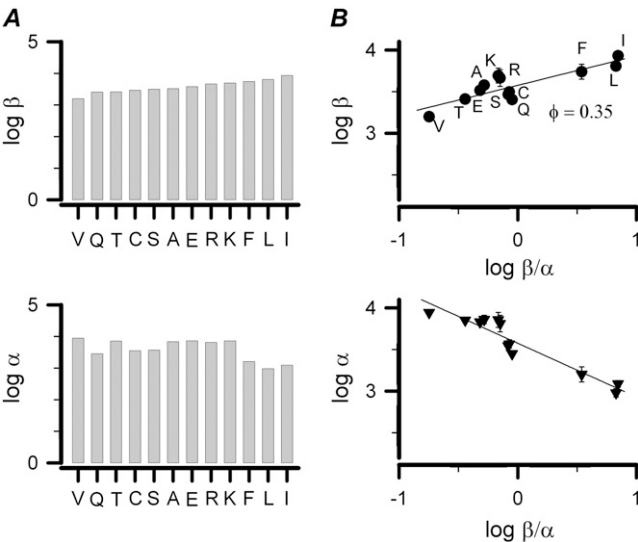 A
B
5
log β
0
V Q T C S A E R K F L I
4
log β
3
K
R
A
F
I
L
T
E
S
C
Q
V
ϕ = 0.35
-1 0 1
log β/α
5
log α
0
V Q T C S A E R K F L I
4
log α
3
-1 0 1
log β/α